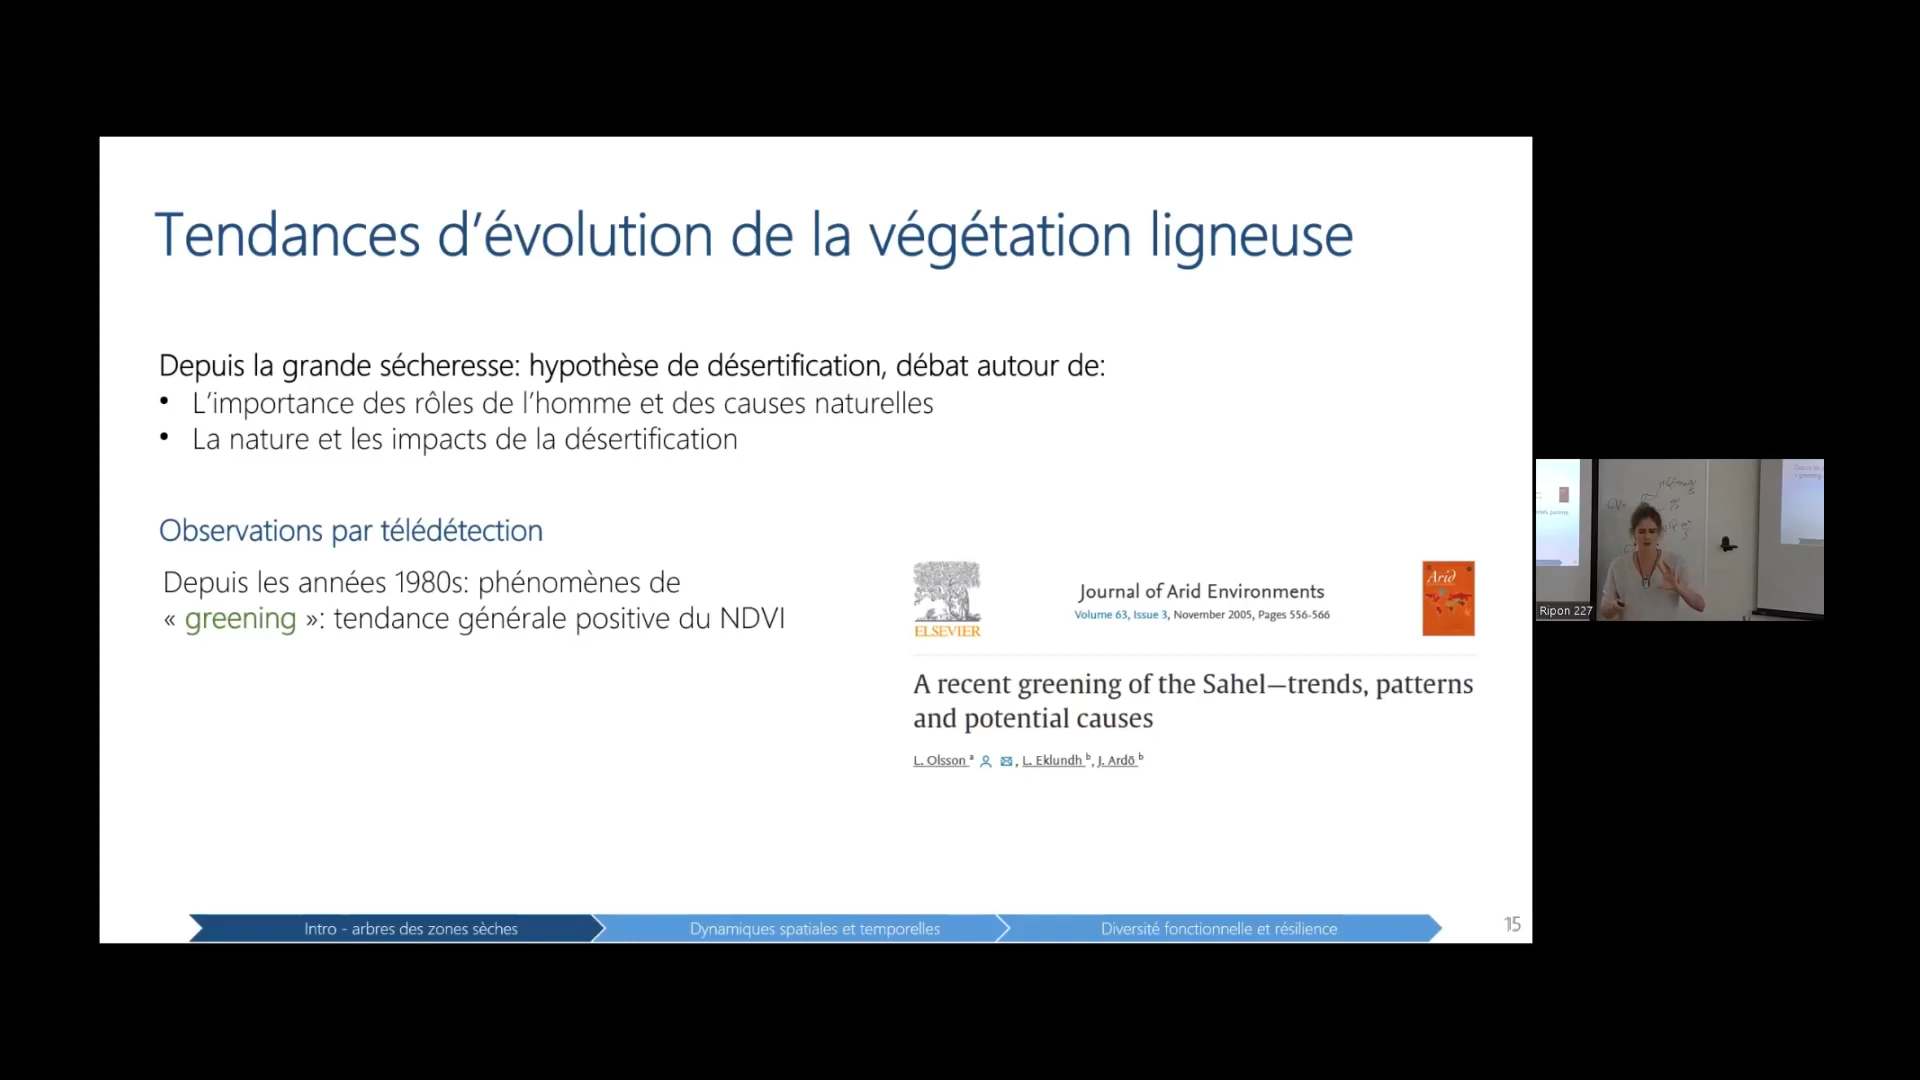 Tendances d’évolution de la végétation ligneuse
Depuis la grande sécheresse: hypothèse de désertification, débat autour de:
• L’importance des rôles de l’homme et des causes naturelles
• La nature et les impacts de la désertification
Observations par télédétection
Depuis les années 1980s: phénomènes de
« greening »: tendance générale positive du NDVI
ELSEVIER
Journal of Arid Environments
Volume 63, Issue 3, November 2005, Pages 556-566
Arid
A recent greening of the Sahel—trends, patterns
and potential causes
L. Olsson a , L. Eklundh b, J. Ardö b
Intro - arbres des zones sèches
Dynamiques spatiales et temporelles
Diversité fonctionnelle et résilience
15
Ripon 227